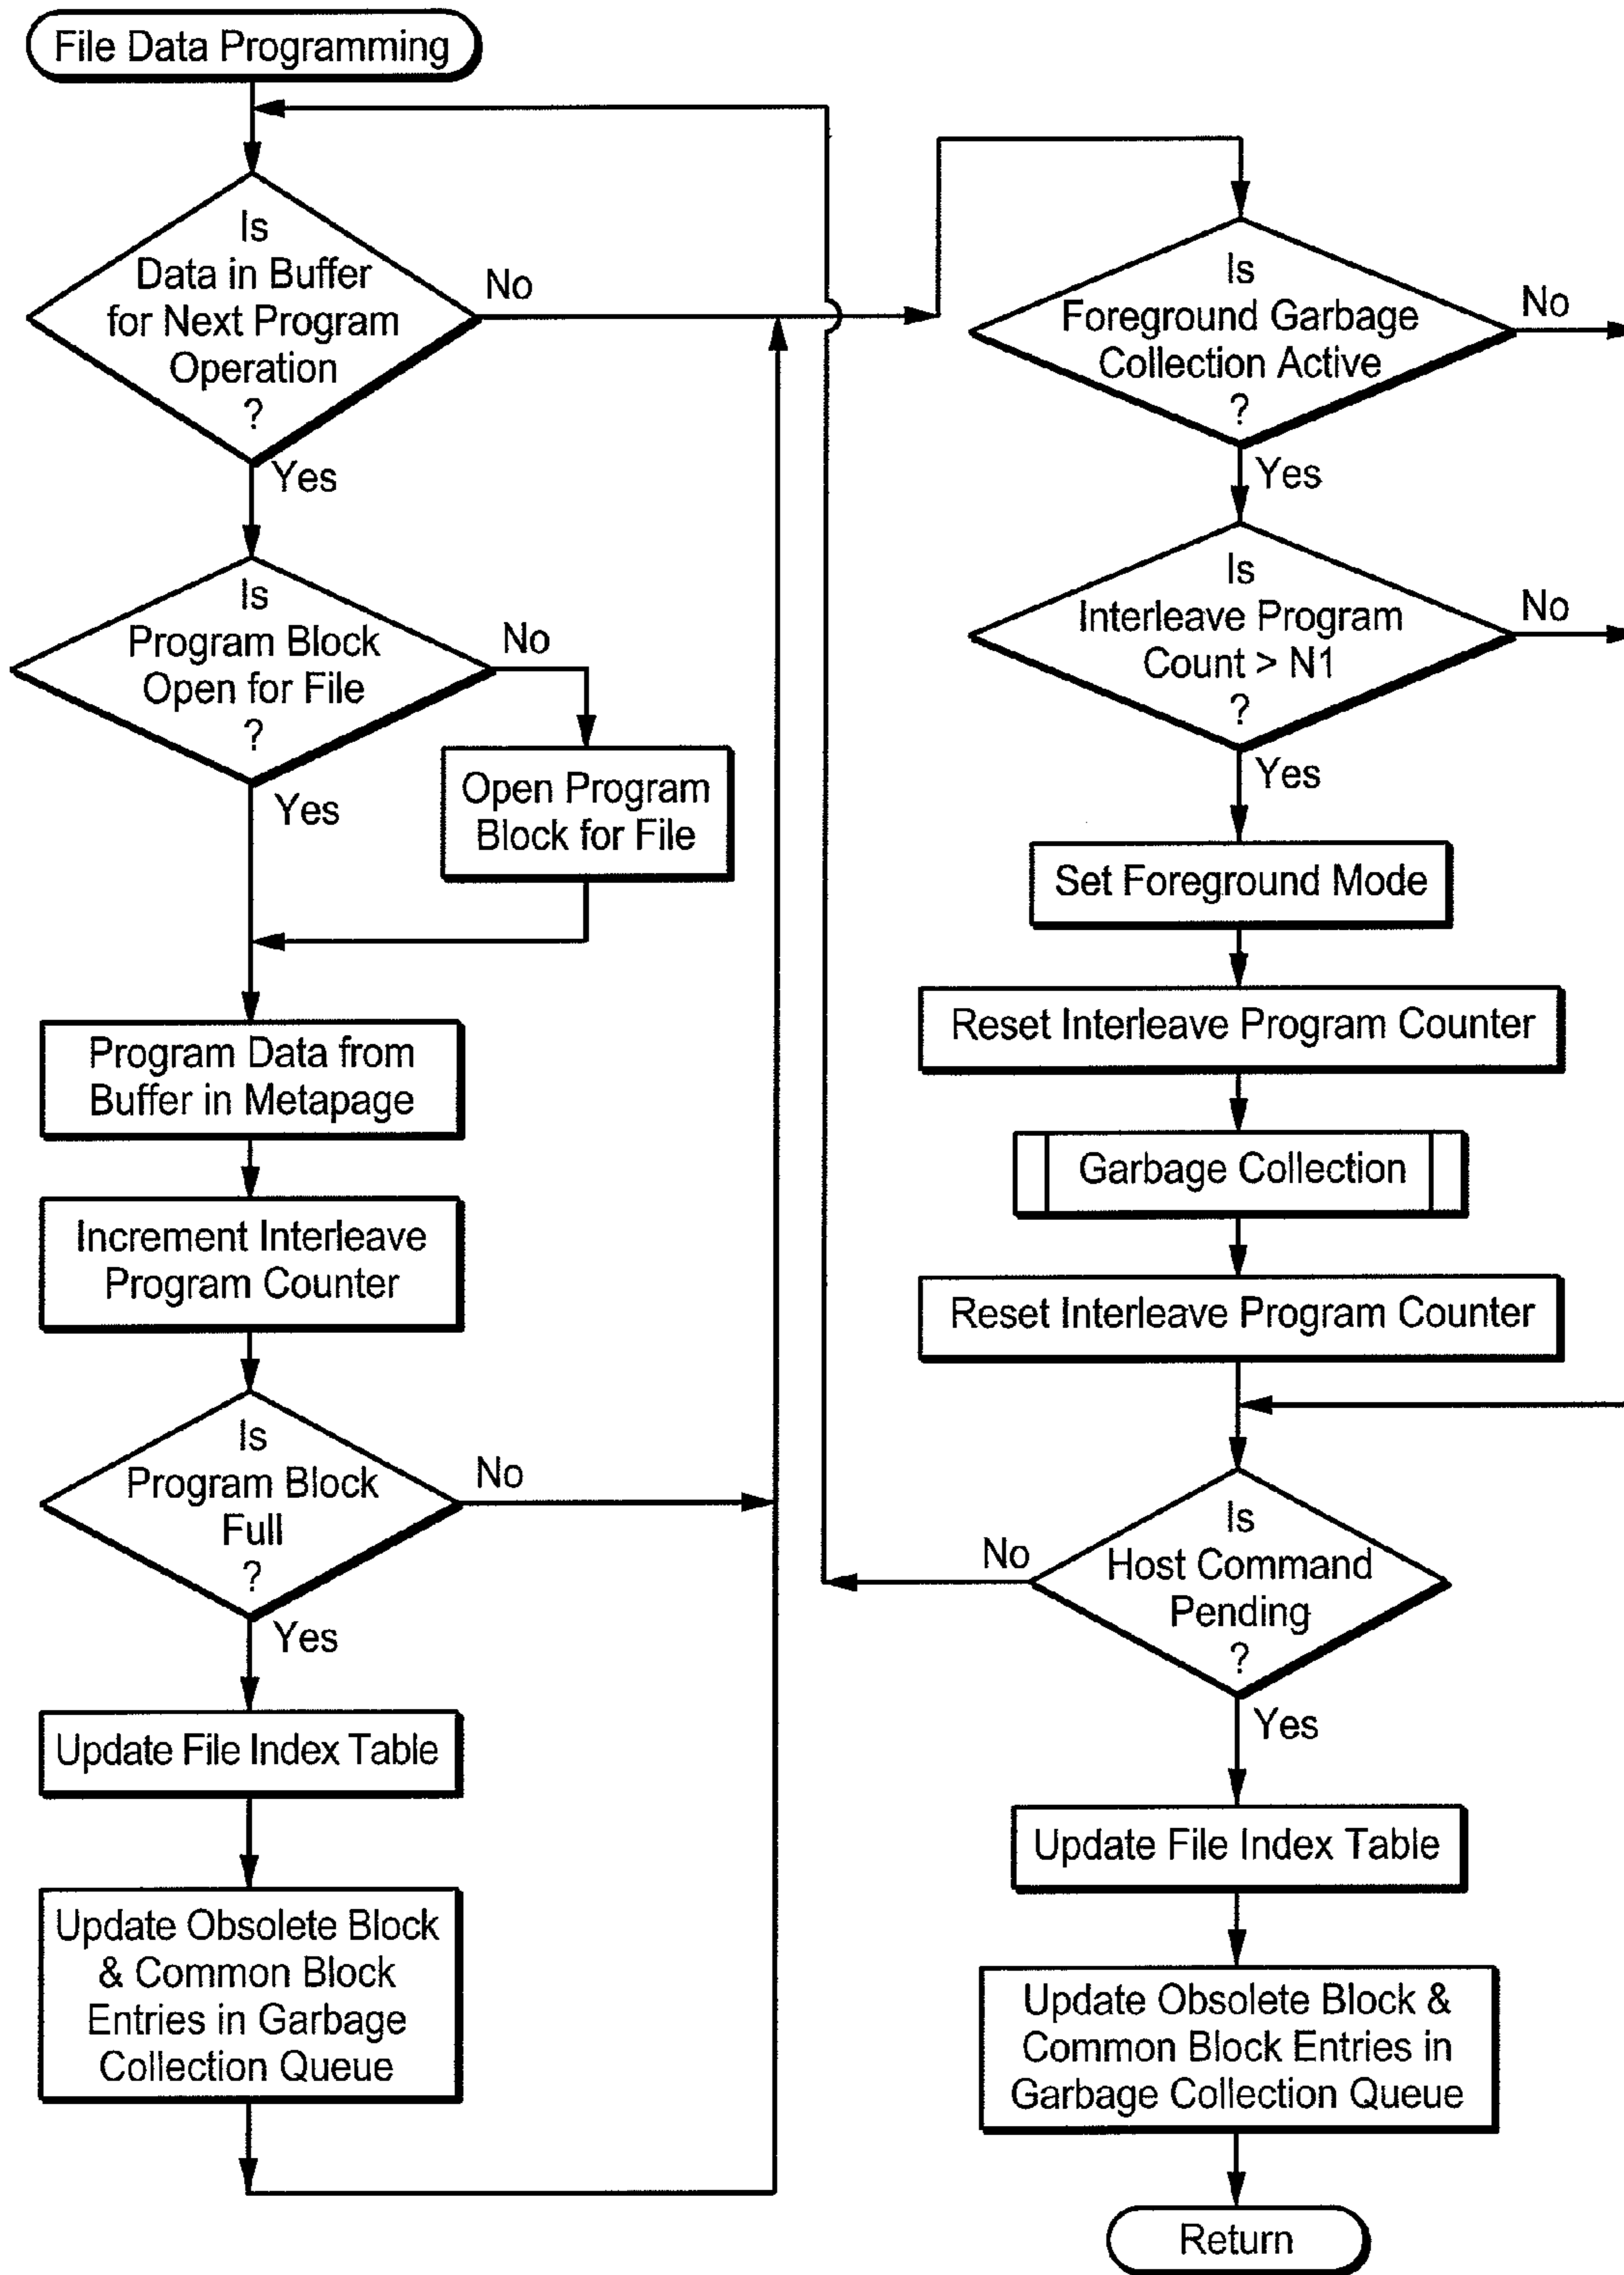 File Data Programming
Is
Data in Buffer
for Next Program
Operation
?
No
Yes
Is
Program Block
Open for File
?
No
Yes
Open Program
Block for File
Program Data from
Buffer in Metapage
Increment Interleave
Program Counter
Is
Program Block
Full
?
No
Yes
Update File Index Table
Update Obsolete Block
& Common Block
Entries in Garbage
Collection Queue
Is
Foreground Garbage
Collection Active
?
No
Yes
Is
Interleave Program
Count > N1
?
No
Yes
Set Foreground Mode
Reset Interleave Program Counter
Garbage Collection
Reset Interleave Program Counter
Is
Host Command
Pending
?
No
Yes
Update File Index Table
Update Obsolete Block &
Common Block Entries in
Garbage Collection Queue
Return